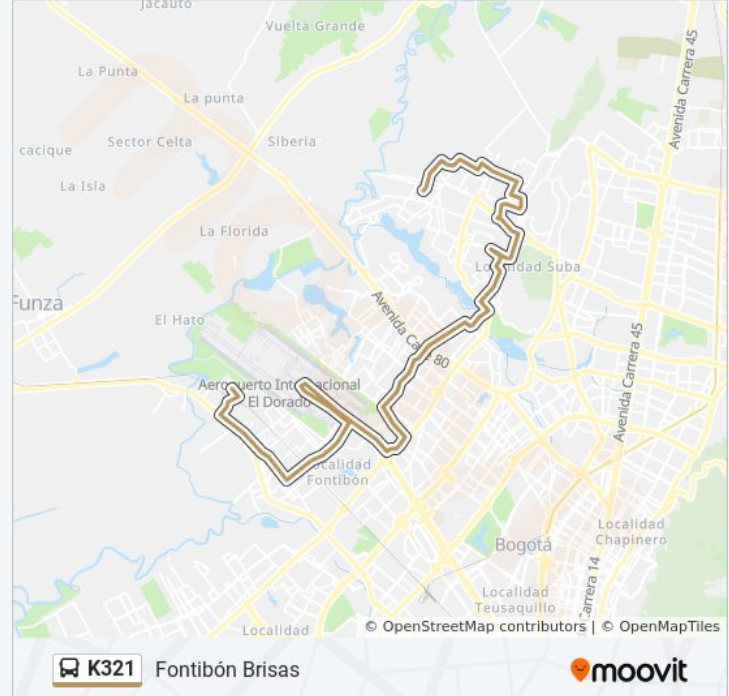 Jacauto
Vuelta Grande
La Punta
La punta
Avenida Carrera 45
Sector Celta
Siberia
cacique
La Isla
La Florida
Localidad Suba
Funza
El Hato
Avenida Calle 80
Aeropuerto Internacional
El Dorado
Avenida Carrera 45
Localidad
Fontibón
Localidad
Chapinero
Bogotá
Carrera 14
Localidad
Teusaquillo
Localidad
© OpenStreetMap contributors | © OpenMapTiles
K321 Fontibón Brisas
moovit